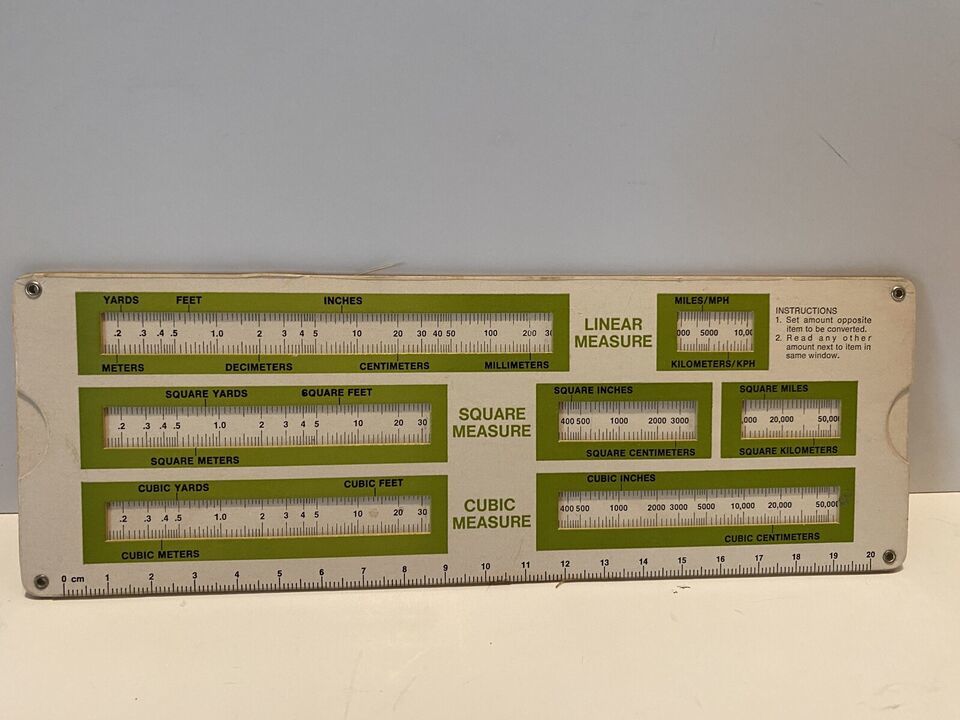 YARDS FEET INCHES
.2 .3 .4 .5 1.0 2 3 4 5 10 20 30 40 50 100 200
METERS DECIMETERS CENTIMETERS MILLIMETERS
LINEAR
MEASURE
MILES/MPH
000 5000 10,0
KILOMETERS/KPH
INSTRUCTIONS
1. Set amount opposite
item to be converted.
2. Read any other
amount next to item in
same window.
SQUARE YARDS SQUARE FEET
.2 .3 .4 .5 1.0 2 3 4 5 10 20 30
SQUARE METERS
SQUARE
MEASURE
SQUARE INCHES
400 500 1000 2000 3000
SQUARE CENTIMETERS
SQUARE MILES
,000 20,000 50,00
SQUARE KILOMETERS
CUBIC YARDS CUBIC FEET
.2 .3 .4 .5 1.0 2 3 4 5 10 20 30
CUBIC METERS
CUBIC
MEASURE
CUBIC INCHES
400 500 1000 2000 3000 5000 10,000 20,000 50,00
CUBIC CENTIMETERS
0 cm 1 2 3 4 5 6 7 8 9 10 11 12 13 14 15 16 17 18 19 20